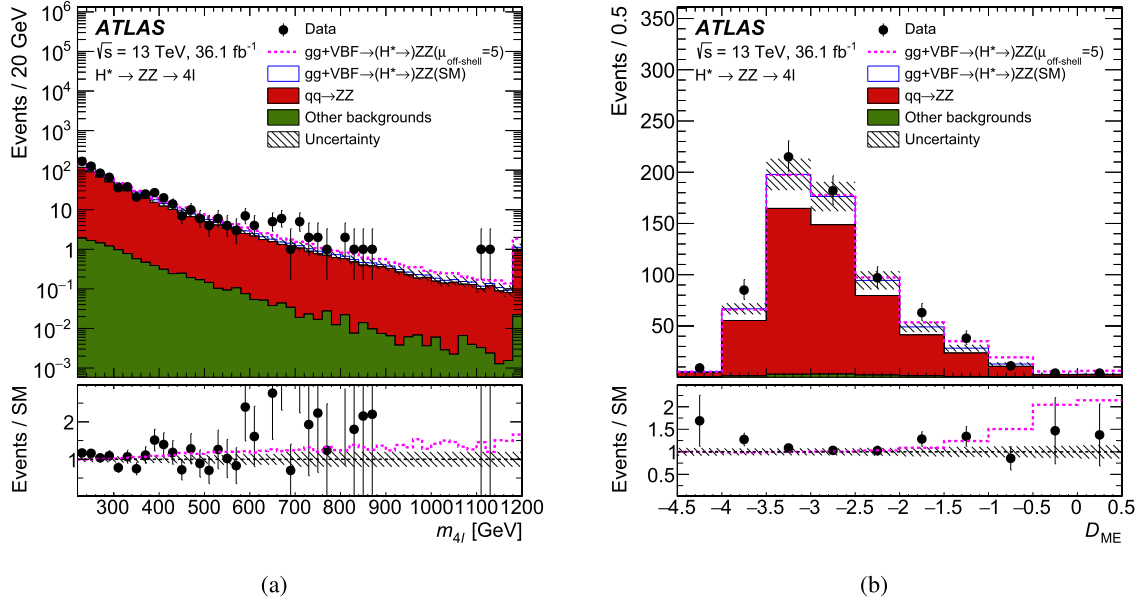 ATLAS
√s = 13 TeV, 36.1 fb⁻¹
H* → ZZ → 4l
Data
gg+VBF→(H*→)ZZ(μoff-shell=5)
gg+VBF→(H*→)ZZ(SM)
qq→ZZ
Other backgrounds
Uncertainty
Events / 20 GeV
10⁶
10⁵
10⁴
10³
10²
10
1
10⁻¹
10⁻²
10⁻³
Events / SM
2
1
300 400 500 600 700 800 900 1000 1100 1200
m4l [GeV]
(a)
ATLAS
√s = 13 TeV, 36.1 fb⁻¹
H* → ZZ → 4l
Data
gg+VBF→(H*→)ZZ(μoff-shell=5)
gg+VBF→(H*→)ZZ(SM)
qq→ZZ
Other backgrounds
Uncertainty
Events / 0.5
350
300
250
200
150
100
50
Events / SM
2
1.5
1
0.5
−4.5 −4 −3.5 −3 −2.5 −2 −1.5 −1 −0.5 0 0.5
DME
(b)